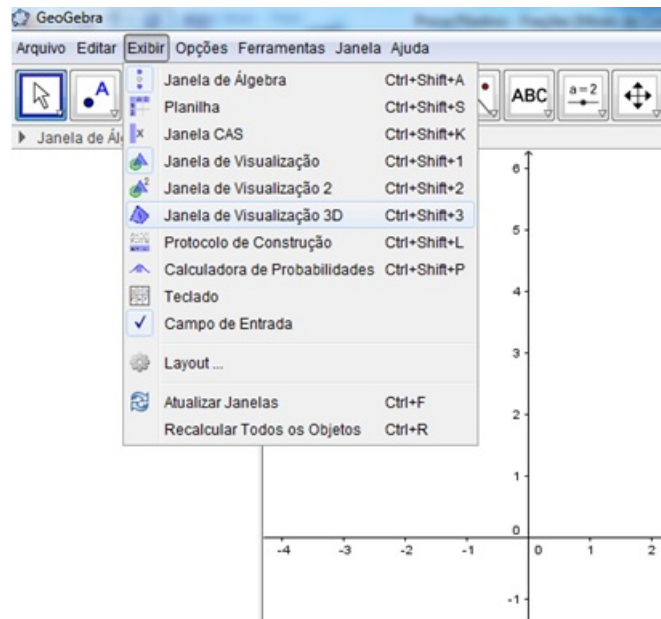 GeoGebra
Arquivo Editar Exibir Opções Ferramentas Janela Ajuda
ABC a=2
Janela de Ál
Janela de Álgebra Ctrl+Shift+A
Planilha Ctrl+Shift+S
Janela CAS Ctrl+Shift+K
Janela de Visualização Ctrl+Shift+1
Janela de Visualização 2 Ctrl+Shift+2
Janela de Visualização 3D Ctrl+Shift+3
Protocolo de Construção Ctrl+Shift+L
Calculadora de Probabilidades Ctrl+Shift+P
Teclado
Campo de Entrada
Layout ...
Atualizar Janelas Ctrl+F
Recalcular Todos os Objetos Ctrl+R
6
5
4
3
2
1
0
-4 -3 -2 -1 0 1 2
-1